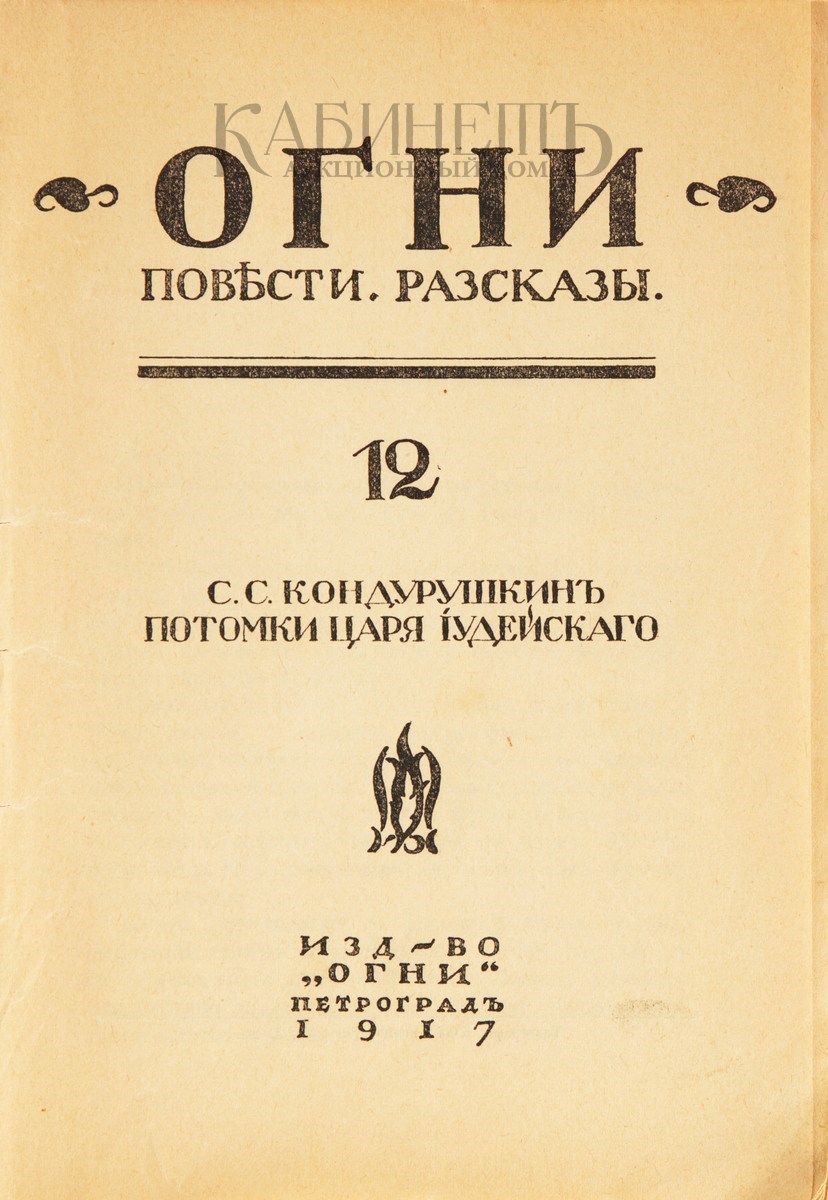 КАБИНЕТЪ
АУКЦИОННЫЙ ДОМ
ОГНИ
ПОВѢСТИ. РАЗСКАЗЫ.
12
С. С. КОНДУРУШКИНЪ
ПОТОМКИ ЦАРЯ ІУДЕЙСКАГО
ИЗД~ВО
„ОГНИ“
ПЕТРОГРАДЪ
1917